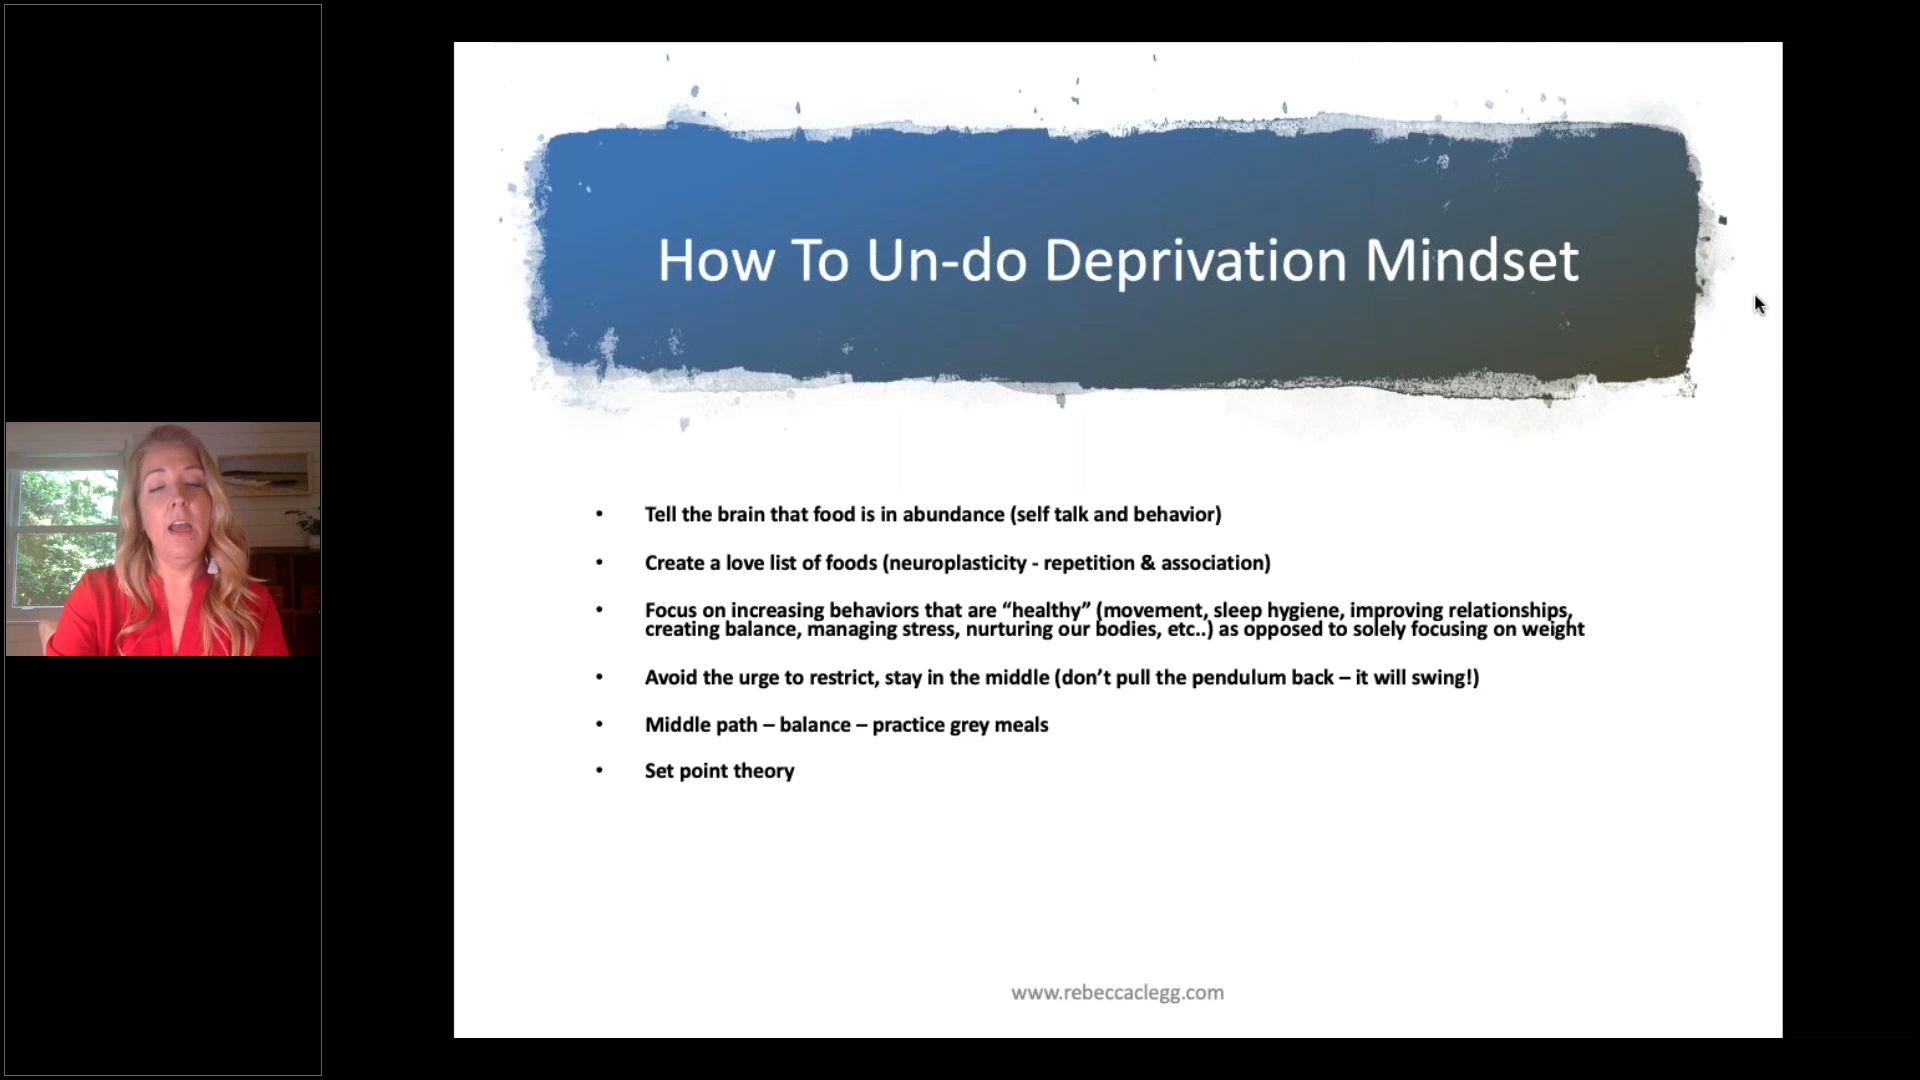 How To Un-do Deprivation Mindset
• Tell the brain that food is in abundance (self talk and behavior)
• Create a love list of foods (neuroplasticity - repetition & association)
• Focus on increasing behaviors that are “healthy” (movement, sleep hygiene, improving relationships,
creating balance, managing stress, nurturing our bodies, etc..) as opposed to solely focusing on weight
• Avoid the urge to restrict, stay in the middle (don’t pull the pendulum back – it will swing!)
• Middle path – balance – practice grey meals
• Set point theory
www.rebeccaclegg.com